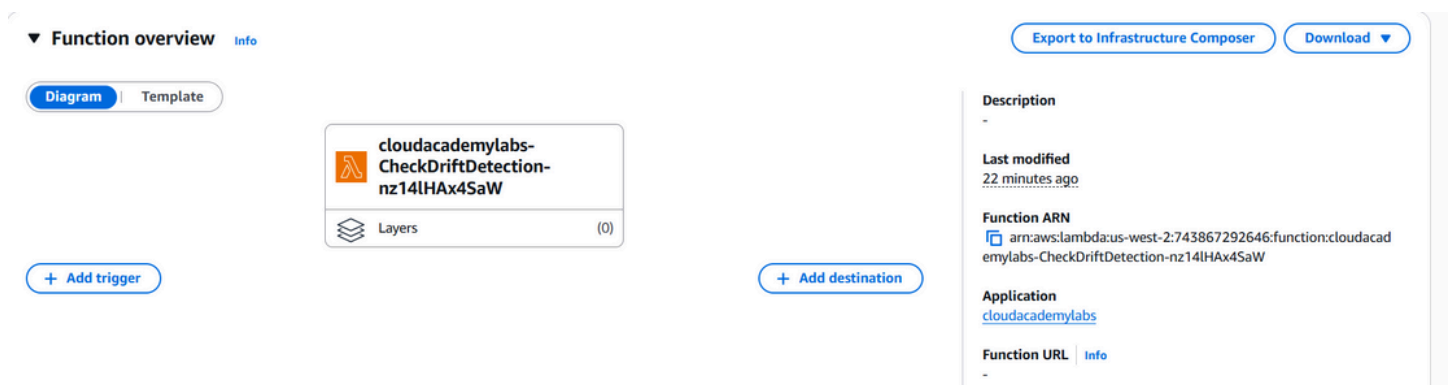 Function overview Info
Export to Infrastructure Composer
Download
Diagram
Template
cloudacademylabs-
CheckDriftDetection-
nz14lHAx4SaW
Layers
(0)
+ Add trigger
+ Add destination
Description
-
Last modified
22 minutes ago
Function ARN
arn:aws:lambda:us-west-2:743867292646:function:cloudacad
emylabs-CheckDriftDetection-nz14lHAx4SaW
Application
cloudacademylabs
Function URL Info
-